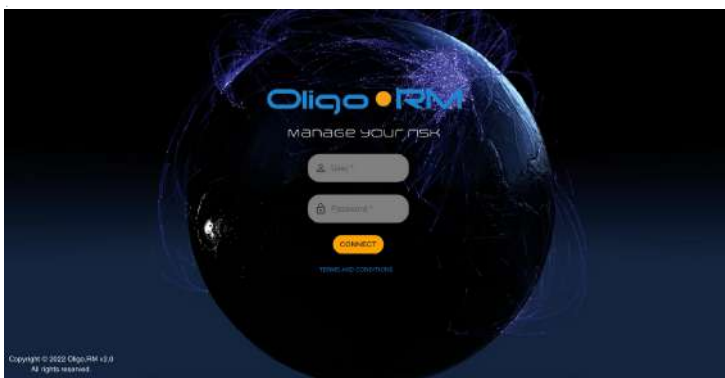 Oligo•RM
Manage your risk
User *
Password *
CONNECT
TERMS AND CONDITIONS
Copyright © 2022 Oligo.RM v2.0
All rights reserved.